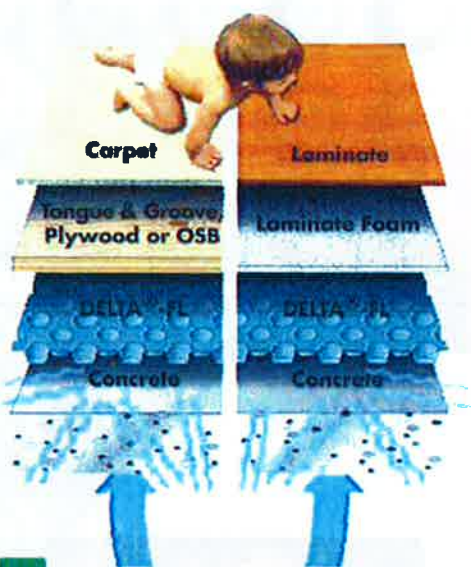 Carpet
Laminate
Tongue & Groove,
Plywood or OSB
Laminate Foam
DELTA®-FL
DELTA®-FL
Concrete
Concrete